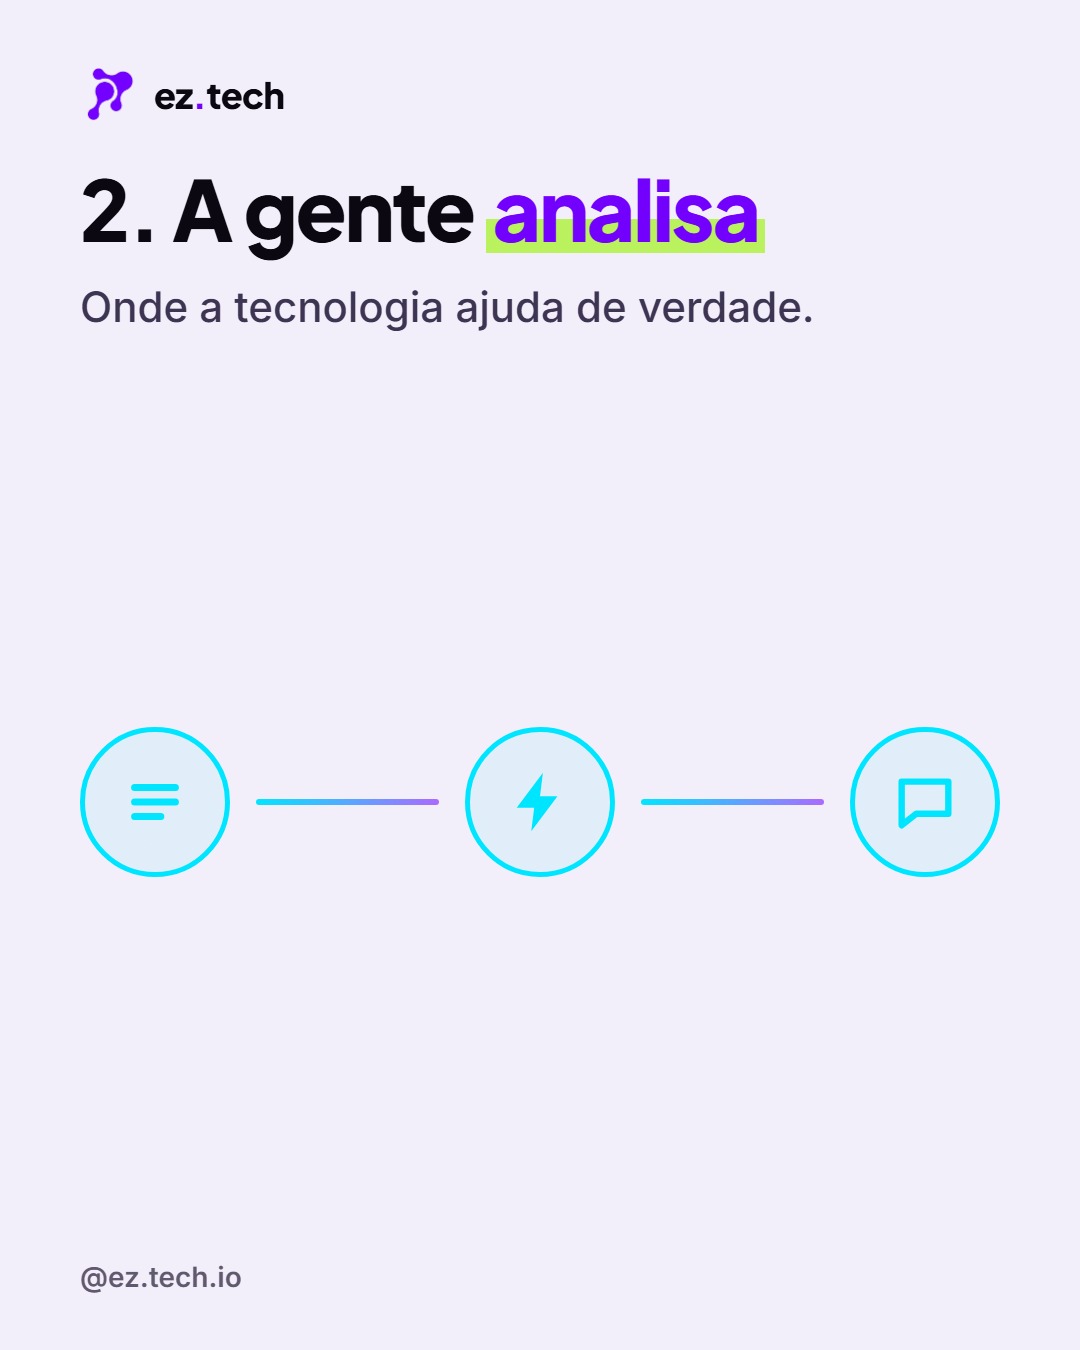 ez.tech
2. A gente analisa
Onde a tecnologia ajuda de verdade.
@ez.tech.io